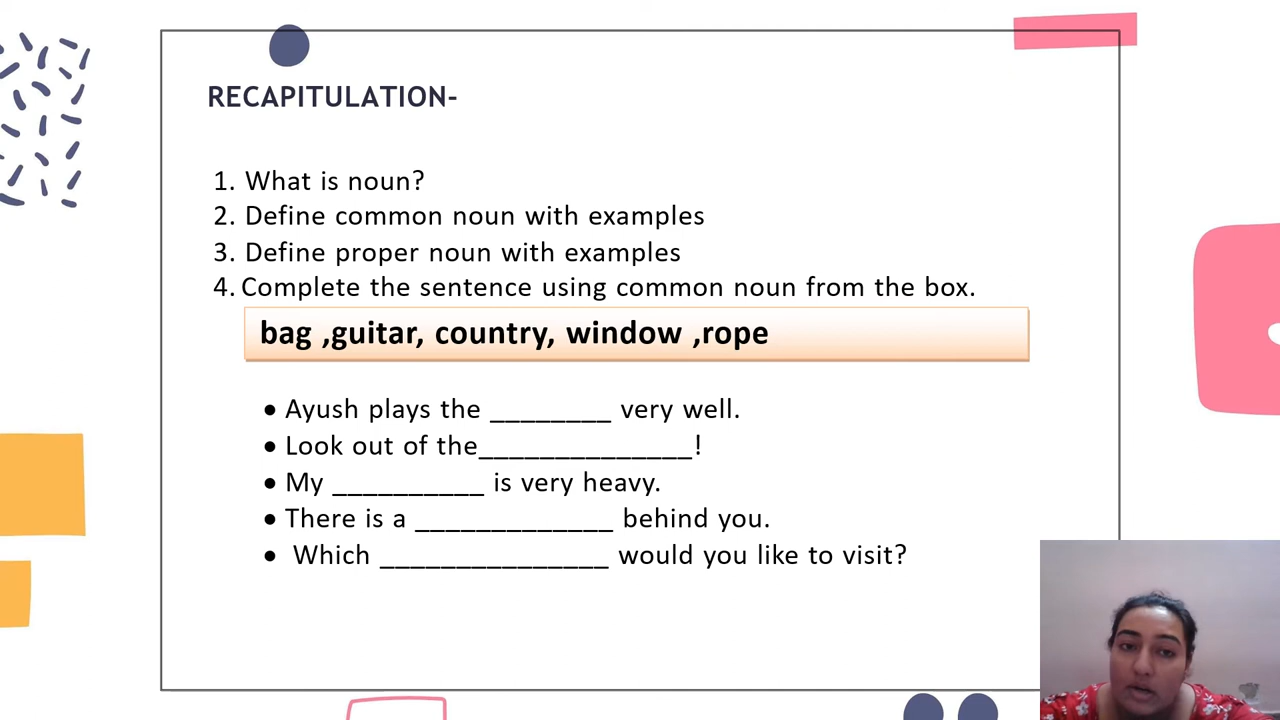 RECAPITULATION-
1. What is noun?
2. Define common noun with examples
3. Define proper noun with examples
4. Complete the sentence using common noun from the box.
bag ,guitar, country, window ,rope
• Ayush plays the ________ very well.
• Look out of the______________!
• My __________ is very heavy.
• There is a _____________ behind you.
• Which _______________ would you like to visit?